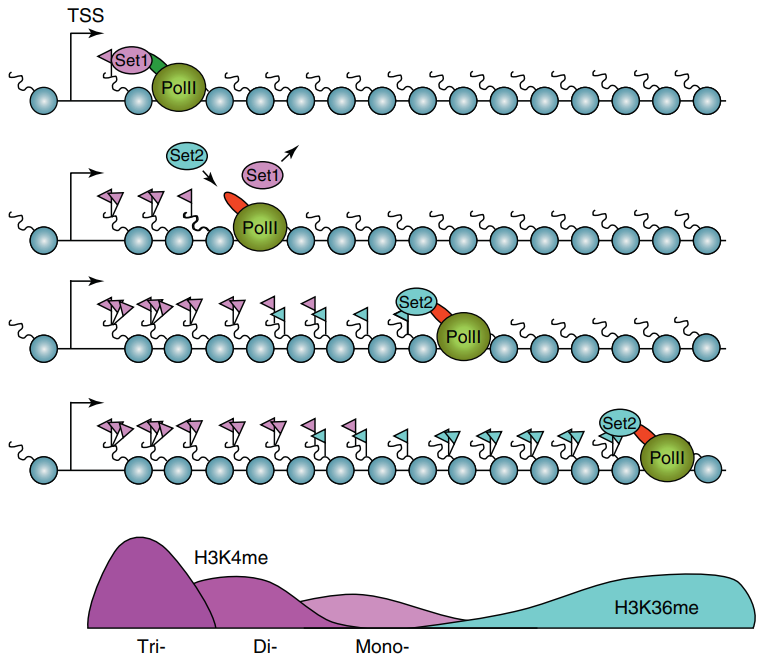 TSS
Set1
PolII
Set2
Set1
PolII
Set2
PolII
Set2
PolII
H3K4me
H3K36me
Tri- Di- Mono-